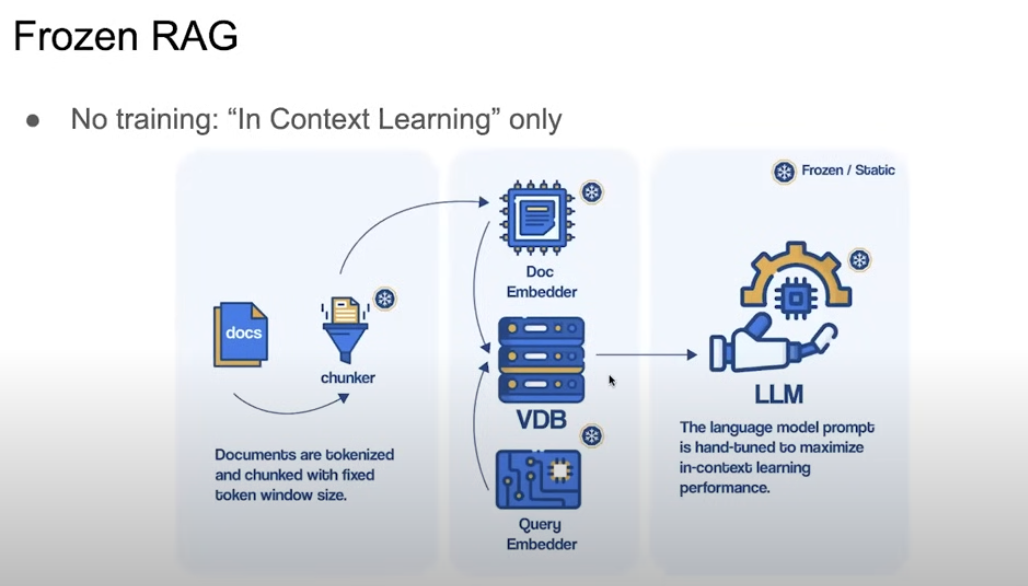 Frozen RAG
● No training: “In Context Learning” only
Frozen / Static
docs
chunker
Documents are tokenized
and chunked with fixed
token window size.
Doc
Embedder
VDB
Query
Embedder
LLM
The language model prompt
is hand-tuned to maximize
in-context learning
performance.